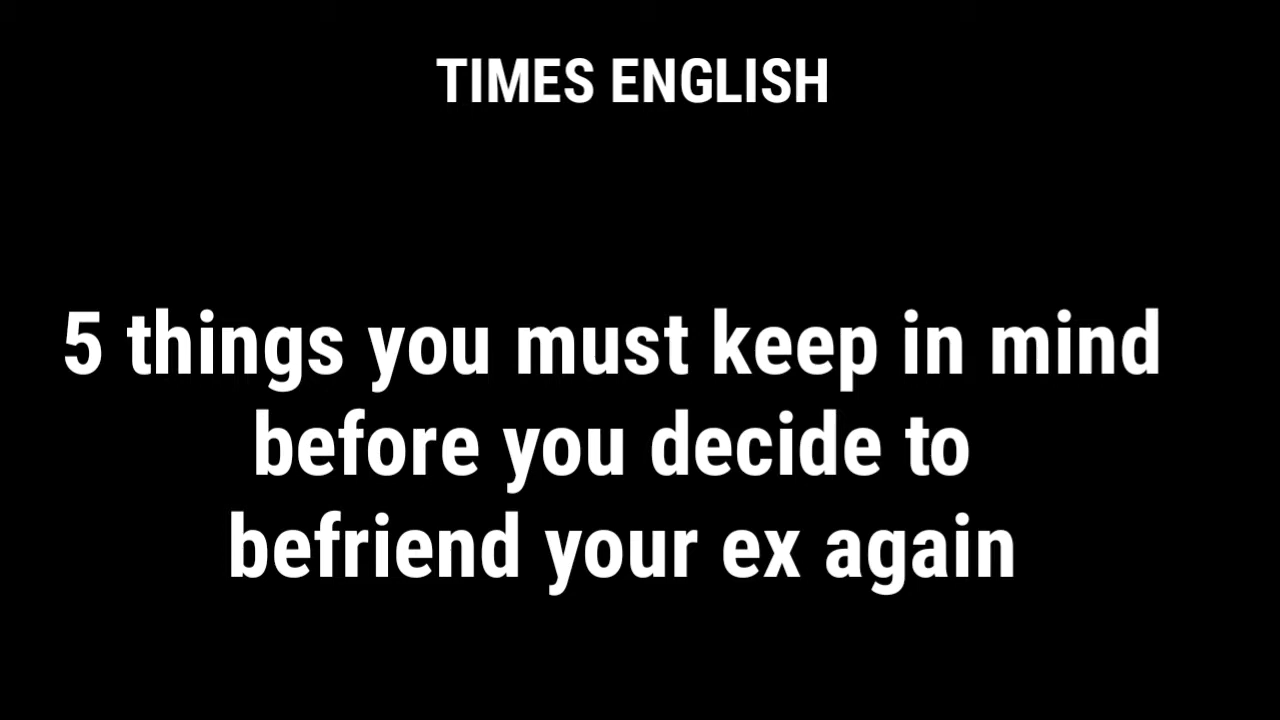 TIMES ENGLISH
5 things you must keep in mind
before you decide to
befriend your ex again